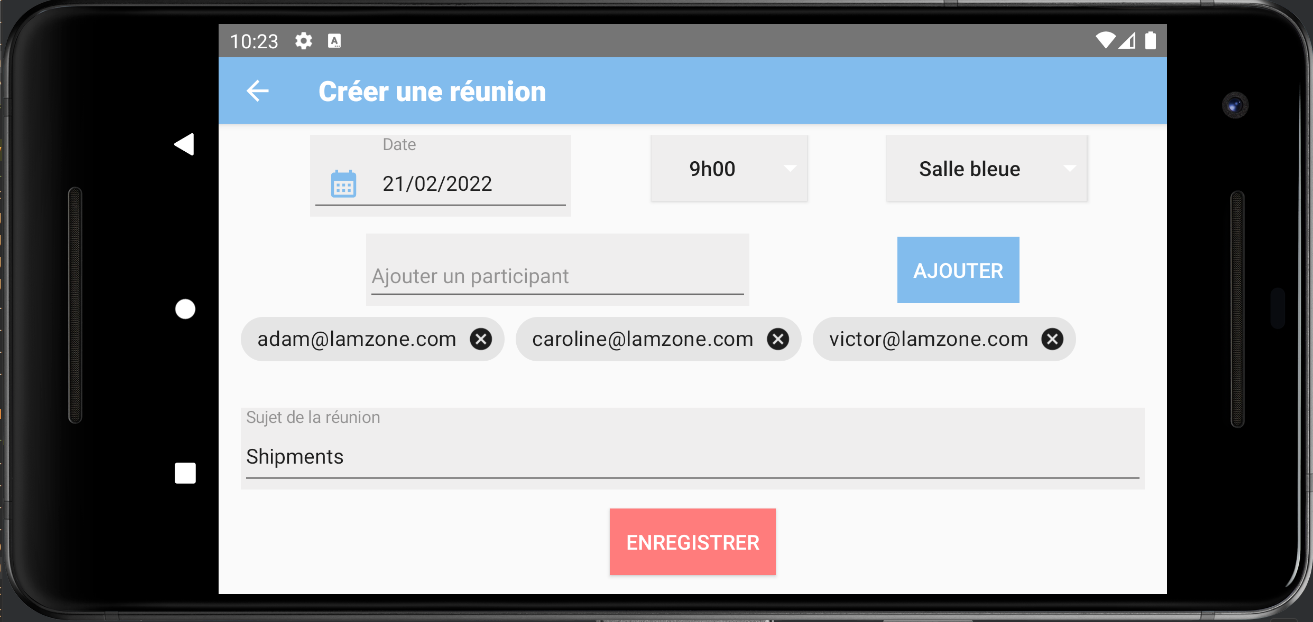 10:23
Créer une réunion
Date
21/02/2022
9h00
Salle bleue
Ajouter un participant
AJOUTER
adam@lamzone.com
caroline@lamzone.com
victor@lamzone.com
Sujet de la réunion
Shipments
ENREGISTRER